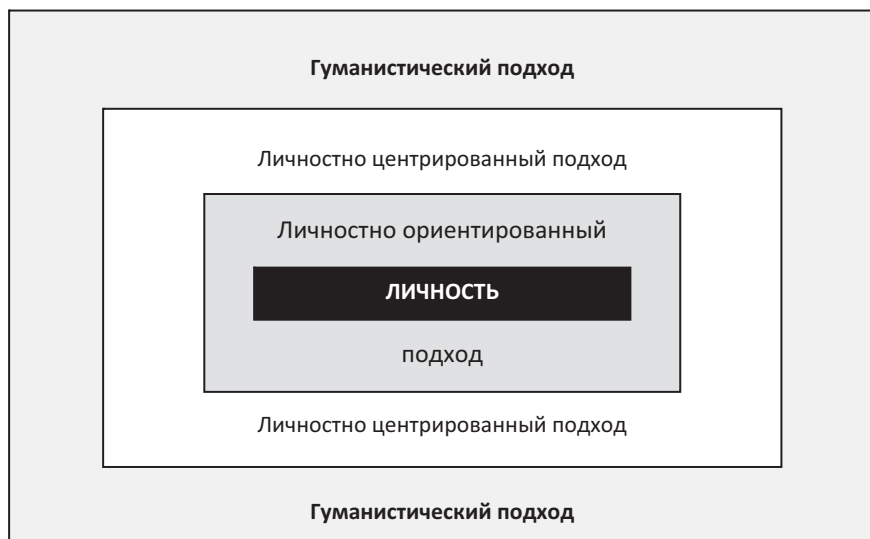 Гуманистический подход
Личностно центрированный подход
Личностно ориентированный
ЛИЧНОСТЬ
подход
Личностно центрированный подход
Гуманистический подход